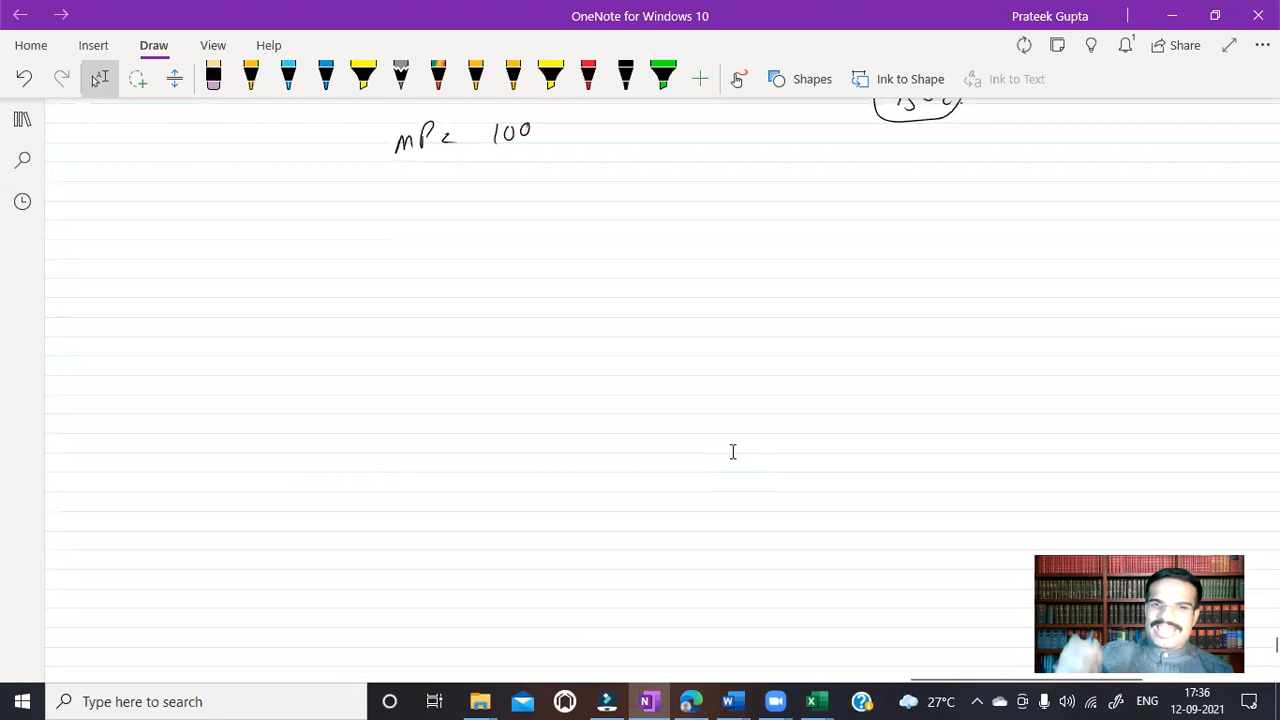 OneNote for Windows 10
Prateek Gupta
Home Insert Draw View Help
Share
Shapes
Ink to Shape
Ink to Text
mP = 100
Type here to search
27°C
ENG
17:36
12-09-2021